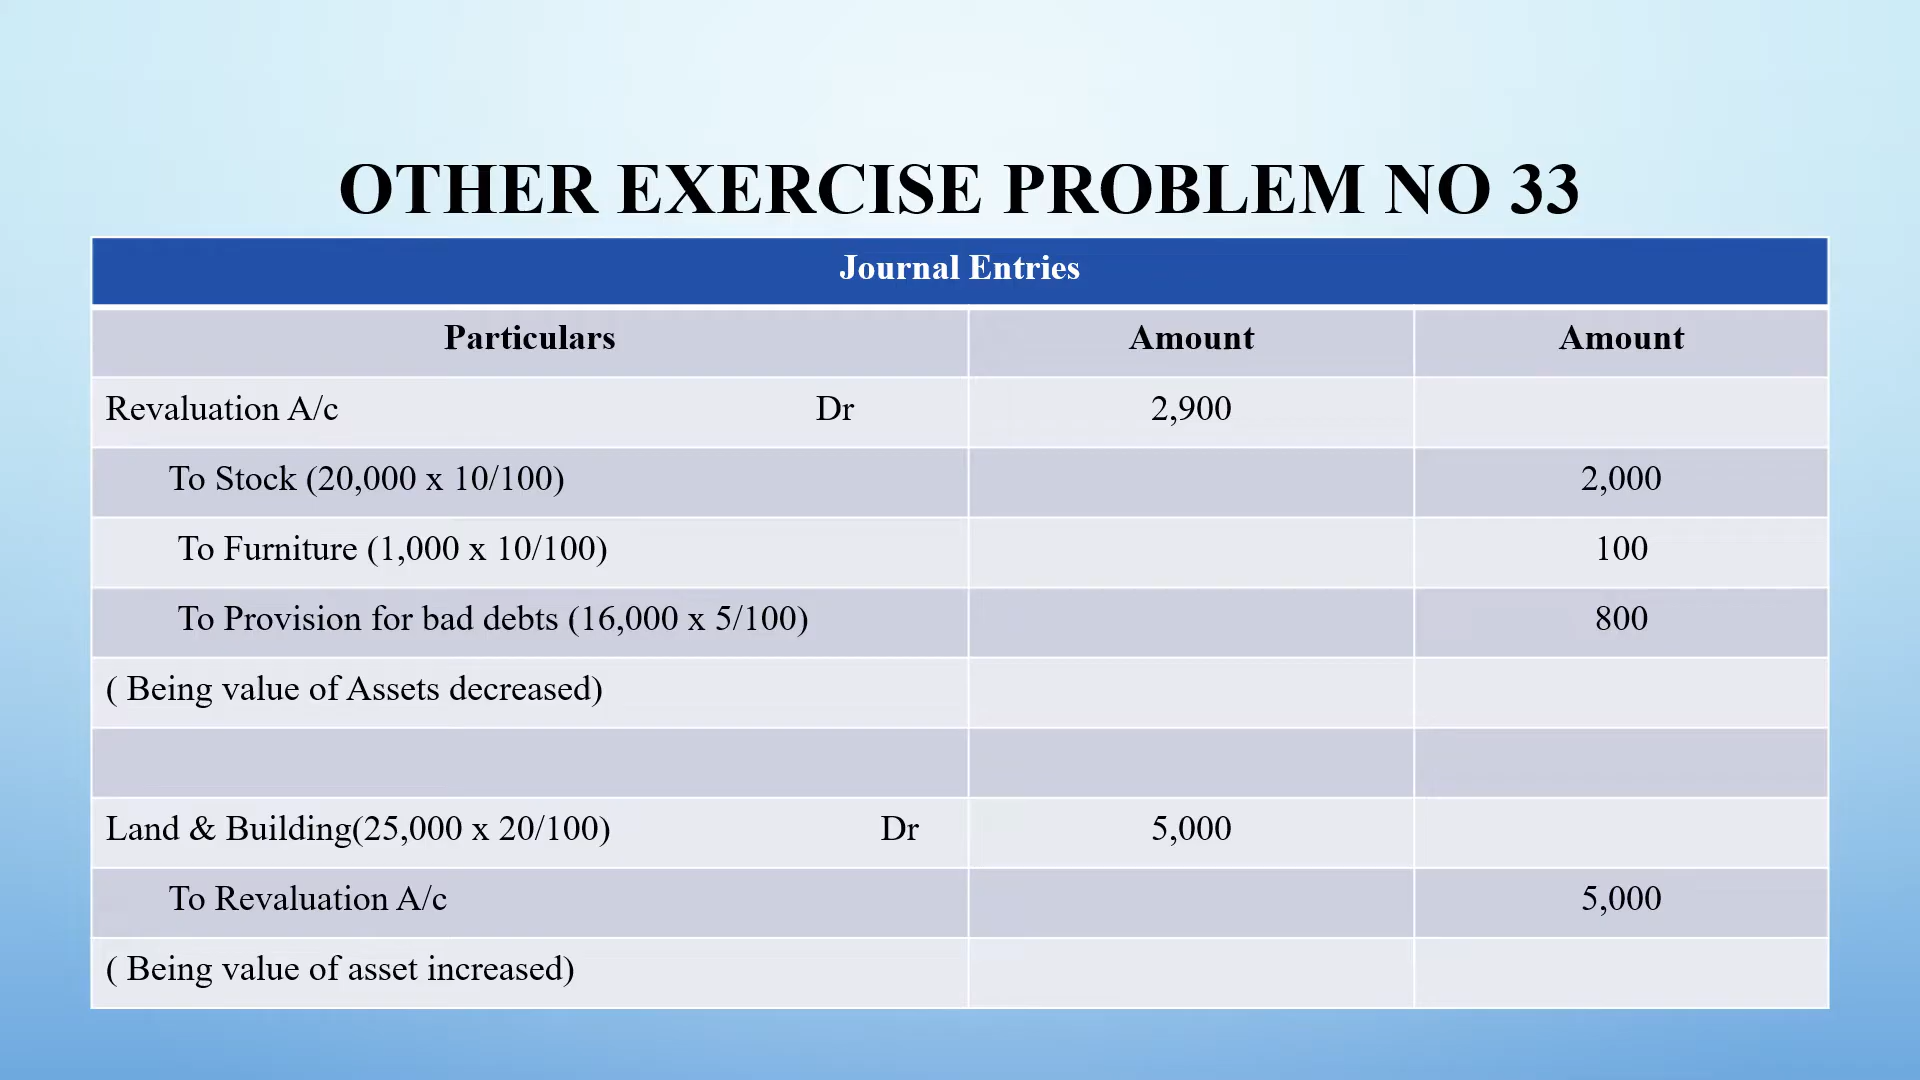 OTHER EXERCISE PROBLEM NO 33
Journal Entries
Particulars Amount Amount
Revaluation A/c Dr 2,900
To Stock (20,000 x 10/100) 2,000
To Furniture (1,000 x 10/100) 100
To Provision for bad debts (16,000 x 5/100) 800
( Being value of Assets decreased)
Land & Building(25,000 x 20/100) Dr 5,000
To Revaluation A/c 5,000
( Being value of asset increased)